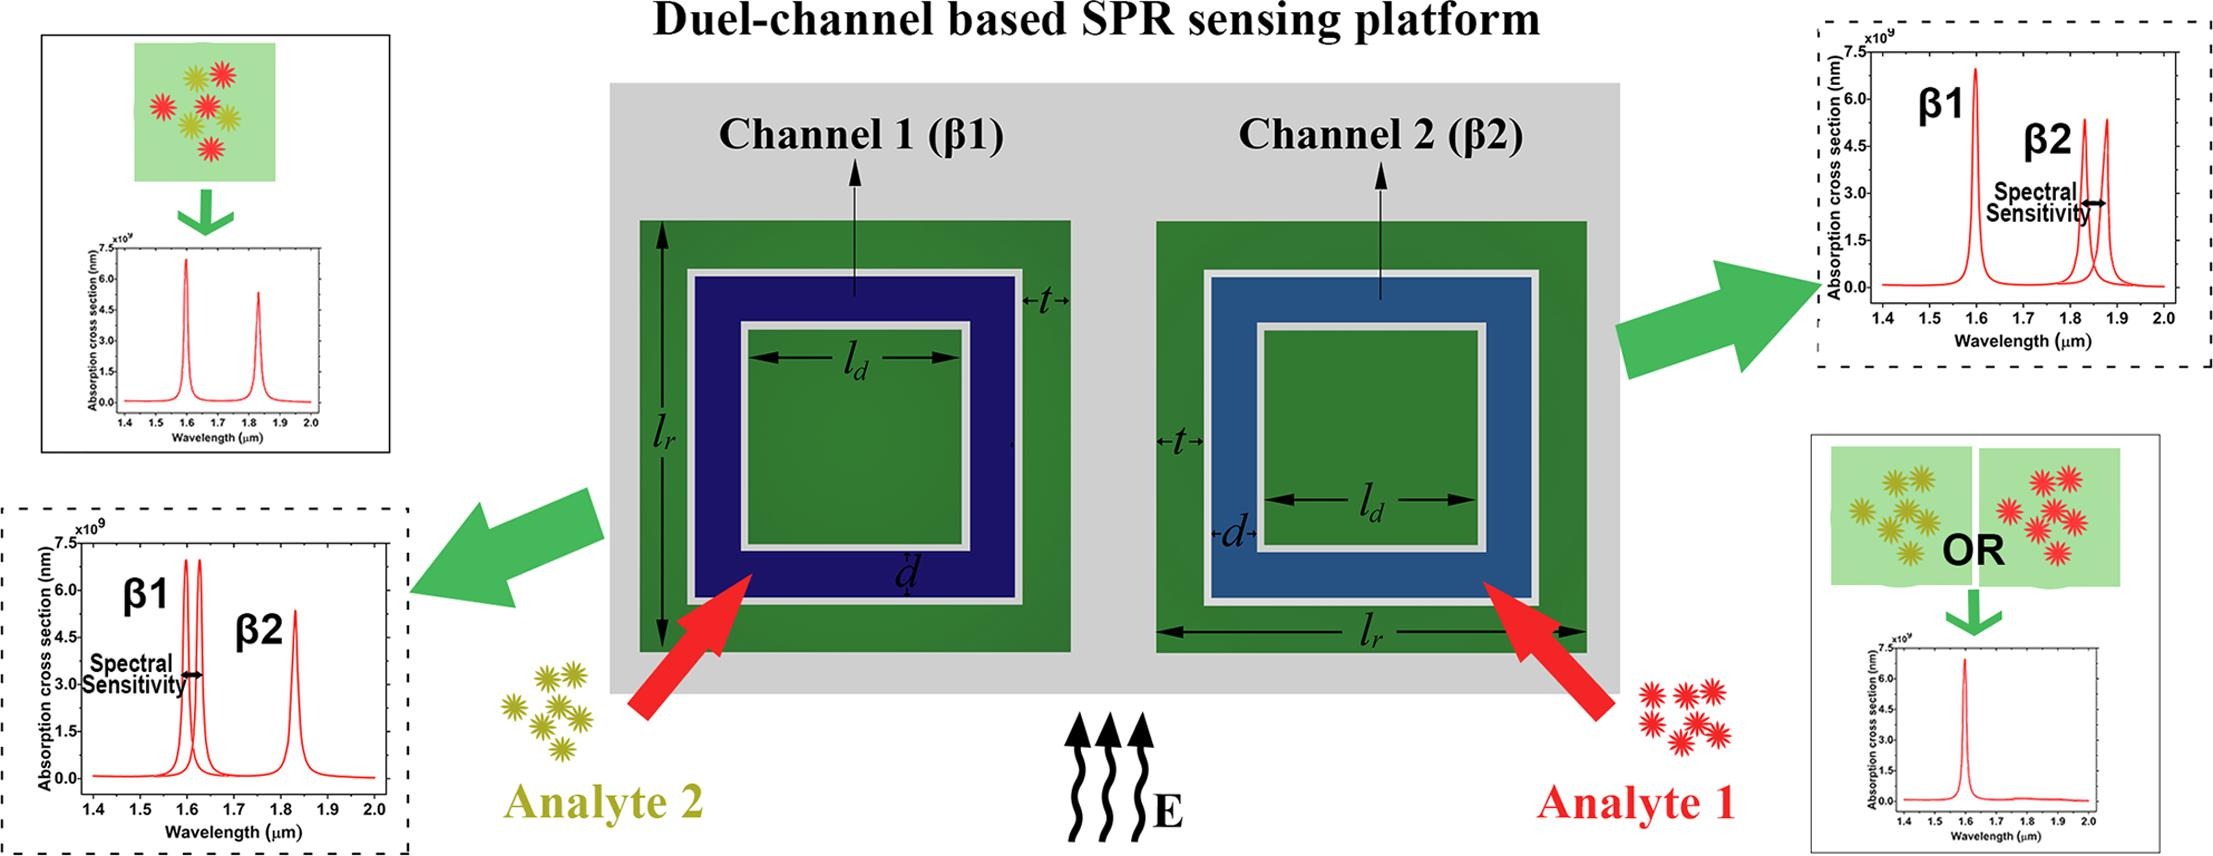 Duel-channel based SPR sensing platform
x10⁹
7.5
6.0
4.5
3.0
1.5
0.0
Absorption cross section (nm)
1.4 1.5 1.6 1.7 1.8 1.9 2.0
Wavelength (μm)
Channel 1 (β1)
l_r
l_d
t
d
Channel 2 (β2)
t
l_d
d
l_r
x10⁹
7.5
6.0
4.5
3.0
1.5
0.0
Absorption cross section (nm)
β1
β2
Spectral
Sensitivity
1.4 1.5 1.6 1.7 1.8 1.9 2.0
Wavelength (μm)
x10⁹
7.5
6.0
4.5
3.0
1.5
0.0
Absorption cross section (nm)
β1
β2
Spectral
Sensitivity
1.4 1.5 1.6 1.7 1.8 1.9 2.0
Wavelength (μm)
Analyte 2
E
Analyte 1
OR
x10⁹
7.5
6.0
4.5
3.0
1.5
0.0
Absorption cross section (nm)
1.4 1.5 1.6 1.7 1.8 1.9 2.0
Wavelength (μm)